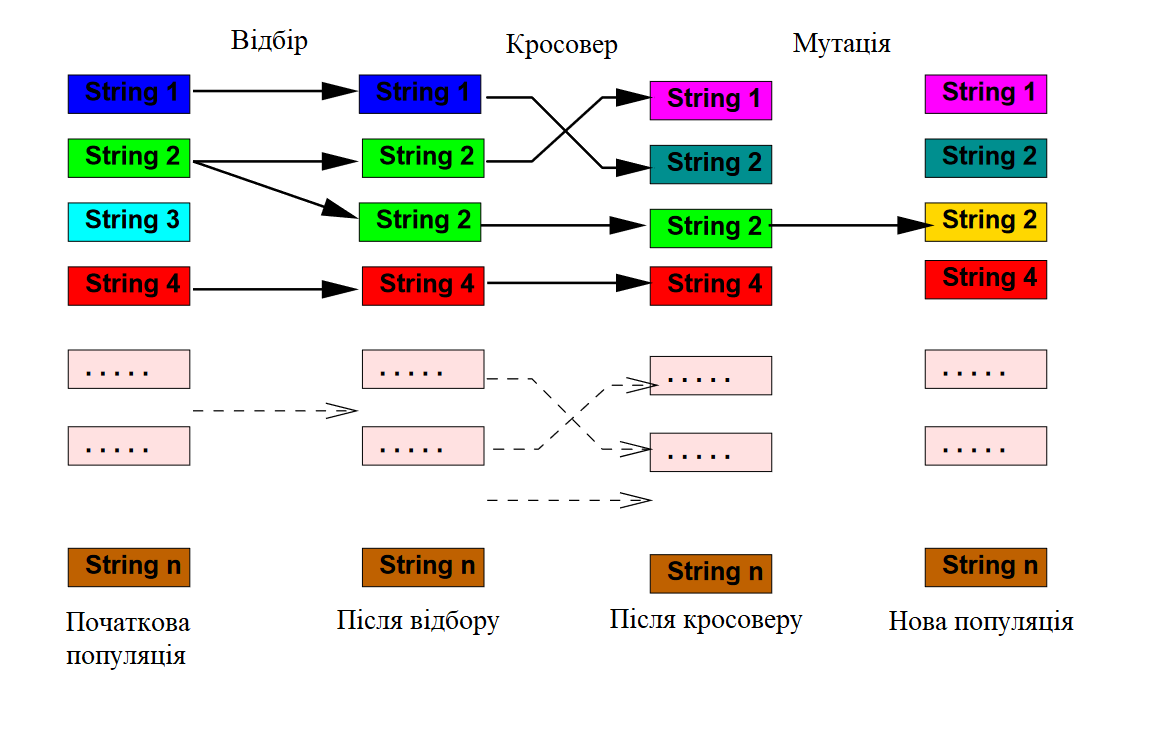 Відбір Кросовер Мутація
String 1 String 1 String 1 String 1
String 2 String 2 String 2 String 2
String 3 String 2 String 2 String 2
String 4 String 4 String 4 String 4
. . . . . . . . . . . . . . . . . . . .
. . . . . . . . . . . . . . . . . . . .
String n String n String n String n
Початкова Після відбору Після кросоверу Нова популяція
популяція